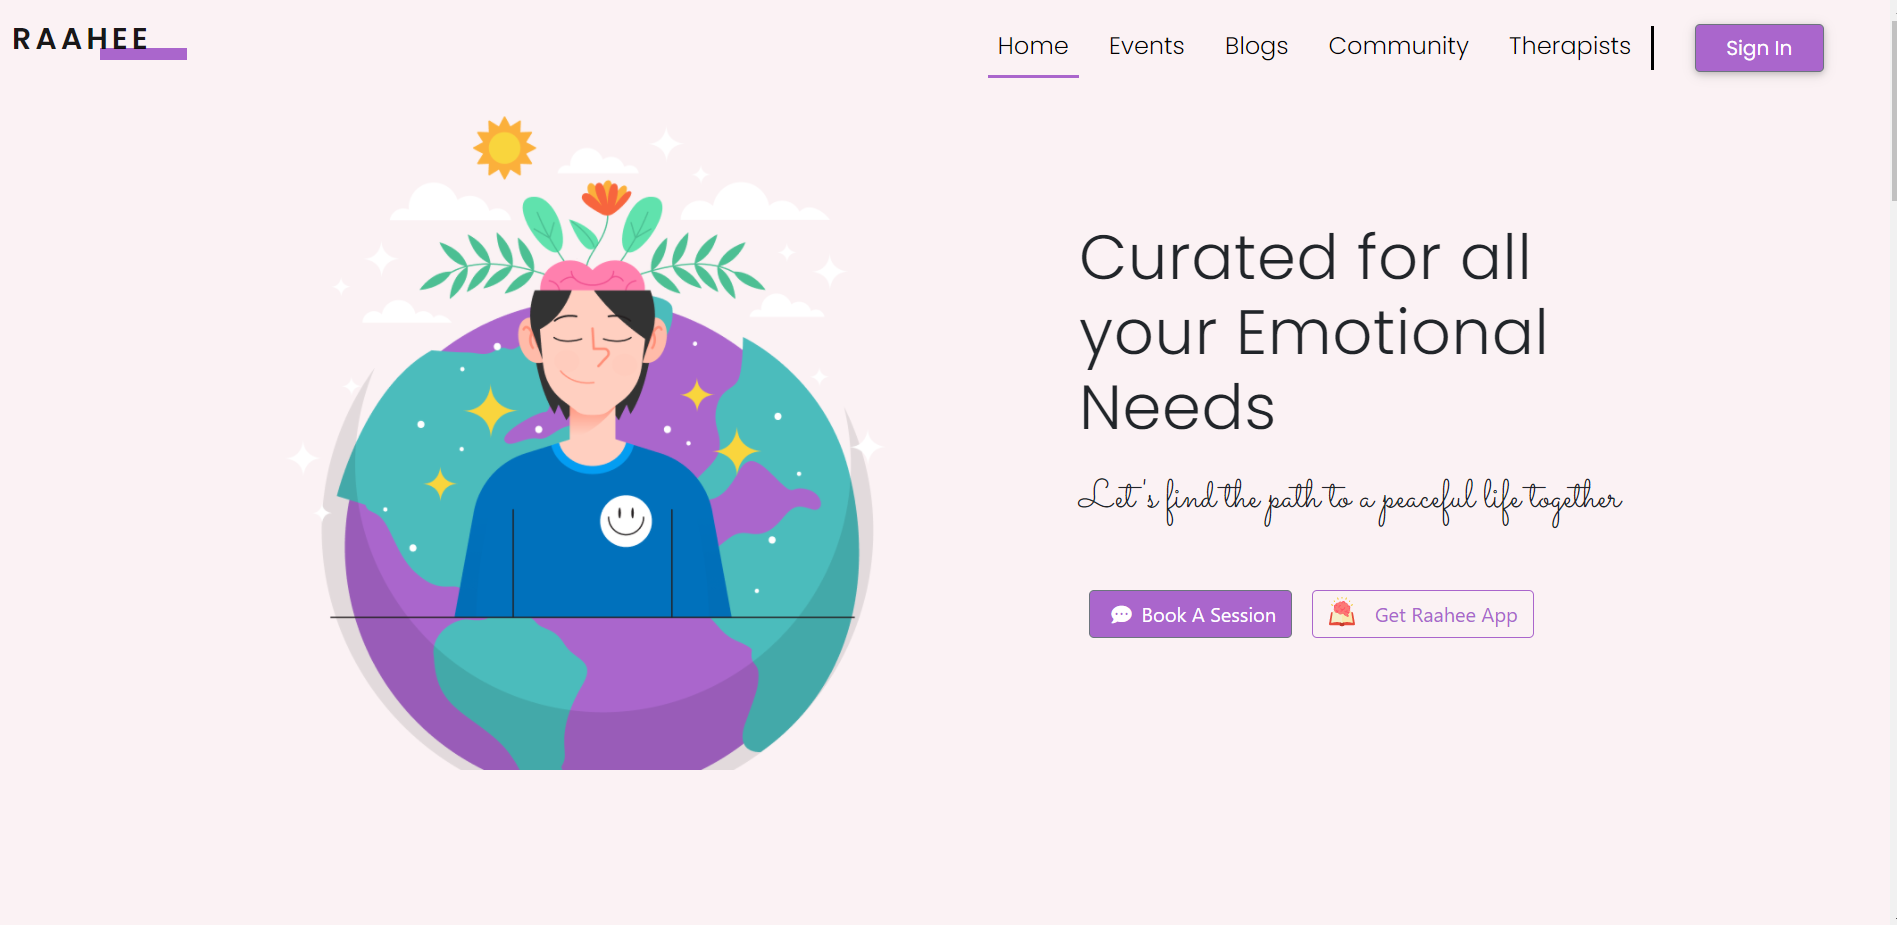 RAAHEE
Home Events Blogs Community Therapists Sign In
Curated for all
your Emotional
Needs
Let's find the path to a peaceful life together
Book A Session Get Raahee App